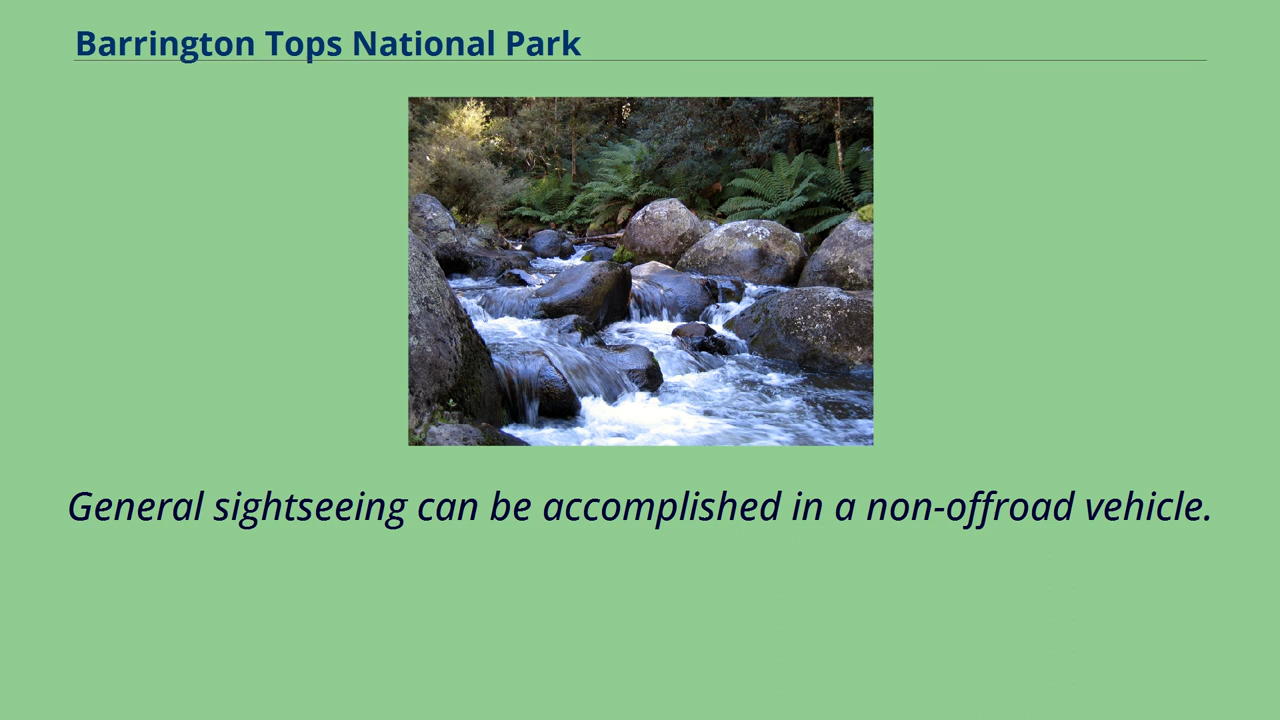 Barrington Tops National Park
General sightseeing can be accomplished in a non-offroad vehicle.